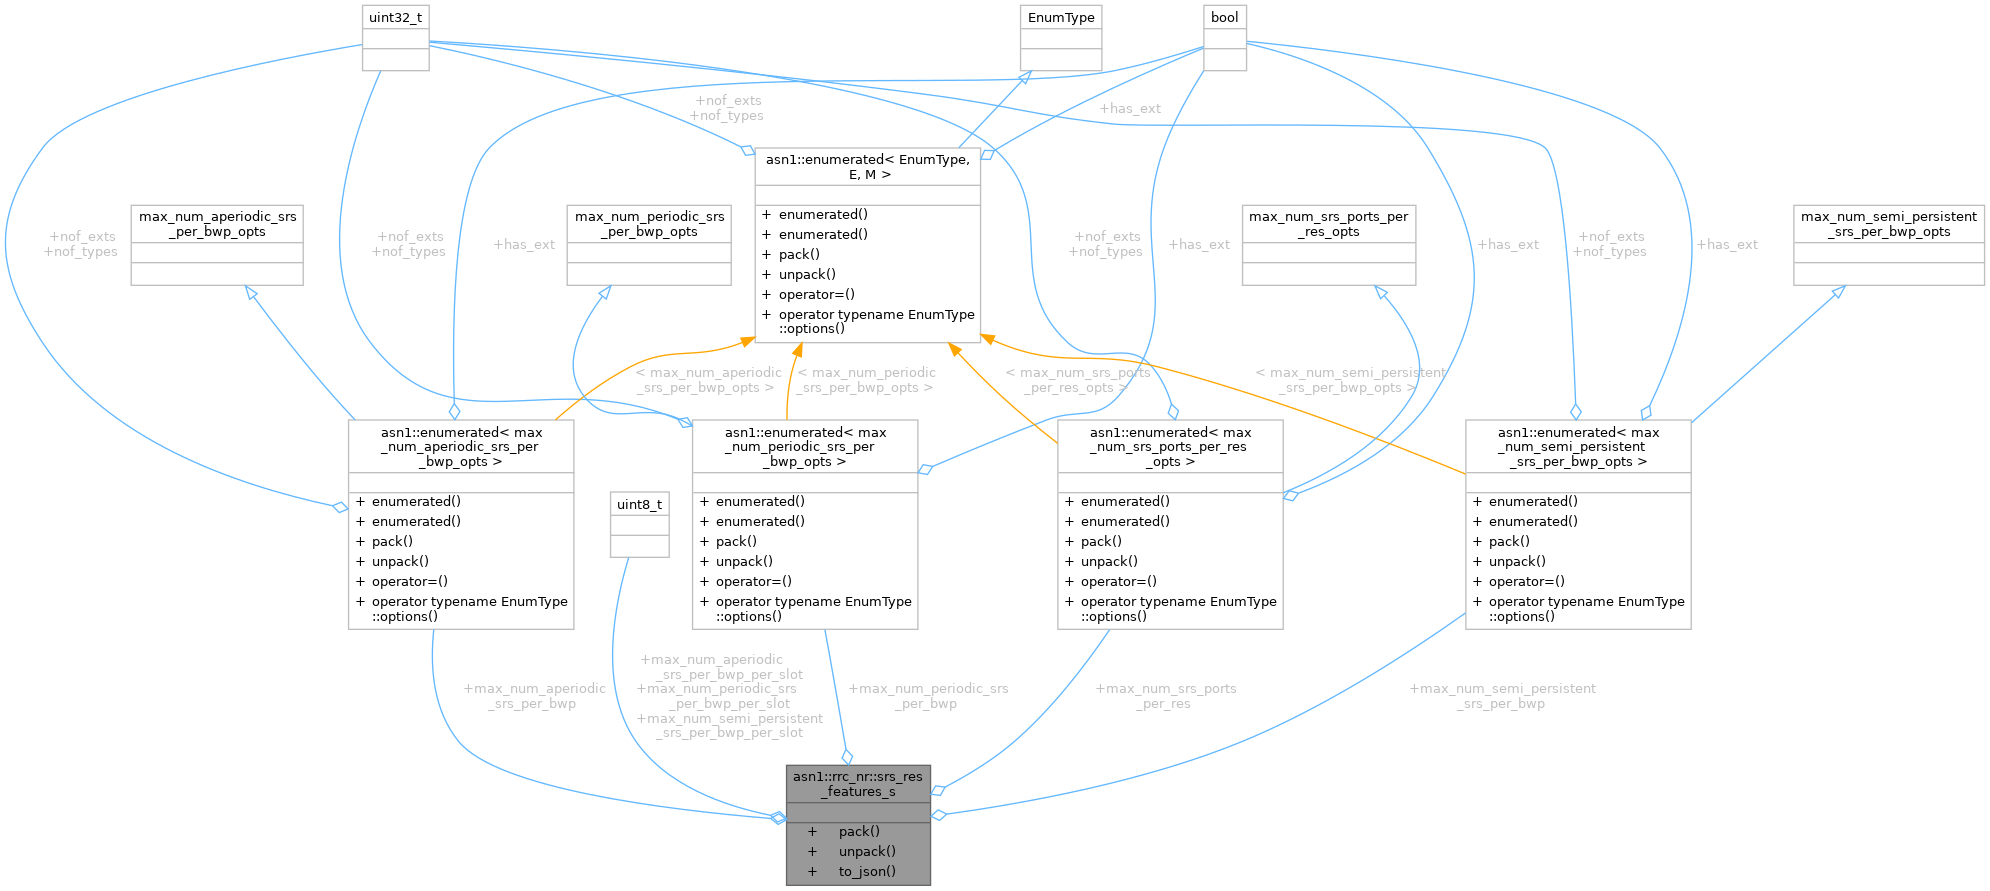 uint32_t
EnumType
bool
+nof_exts
+nof_types
+has_ext
asn1::enumerated< EnumType,
E, M >
+ enumerated()
+ enumerated()
+ pack()
+ unpack()
+ operator=()
+ operator typename EnumType
::options()
max_num_aperiodic_srs
_per_bwp_opts
max_num_periodic_srs
_per_bwp_opts
max_num_srs_ports_per
_res_opts
max_num_semi_persistent
_srs_per_bwp_opts
+nof_exts
+nof_types
+nof_exts
+nof_types
+has_ext
+nof_exts
+nof_types
+has_ext
+has_ext
+nof_exts
+nof_types
+has_ext
< max_num_aperiodic
_srs_per_bwp_opts >
< max_num_periodic
_srs_per_bwp_opts >
< max_num_srs_ports
_per_res_opts >
< max_num_semi_persistent
_srs_per_bwp_opts >
asn1::enumerated< max
_num_aperiodic_srs_per
_bwp_opts >
+ enumerated()
+ enumerated()
+ pack()
+ unpack()
+ operator=()
+ operator typename EnumType
::options()
uint8_t
asn1::enumerated< max
_num_periodic_srs_per
_bwp_opts >
+ enumerated()
+ enumerated()
+ pack()
+ unpack()
+ operator=()
+ operator typename EnumType
::options()
asn1::enumerated< max
_num_srs_ports_per_res
_opts >
+ enumerated()
+ enumerated()
+ pack()
+ unpack()
+ operator=()
+ operator typename EnumType
::options()
asn1::enumerated< max
_num_semi_persistent
_srs_per_bwp_opts >
+ enumerated()
+ enumerated()
+ pack()
+ unpack()
+ operator=()
+ operator typename EnumType
::options()
+max_num_aperiodic
_srs_per_bwp
+max_num_aperiodic
_srs_per_bwp_per_slot
+max_num_periodic_srs
_per_bwp_per_slot
+max_num_semi_persistent
_srs_per_bwp_per_slot
+max_num_periodic_srs
_per_bwp
+max_num_srs_ports
_per_res
+max_num_semi_persistent
_srs_per_bwp
asn1::rrc_nr::srs_res
_features_s
+ pack()
+ unpack()
+ to_json()